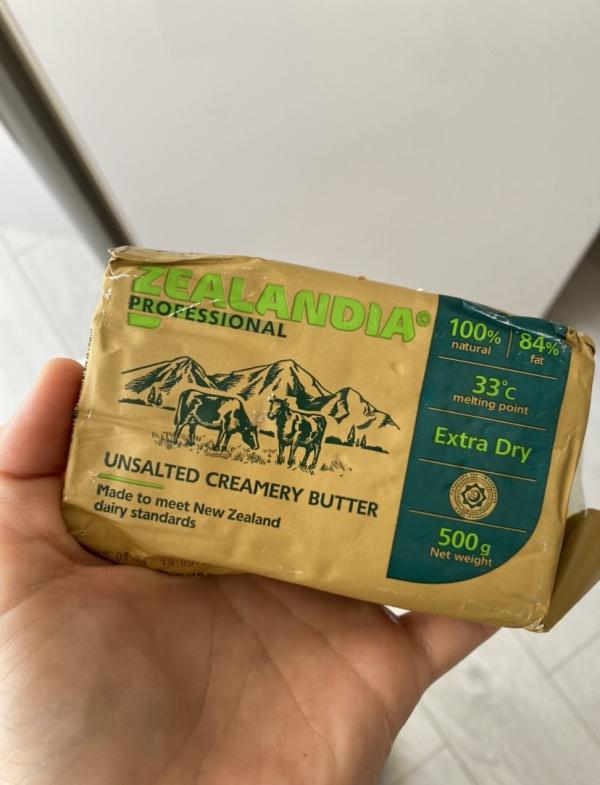 ZEALANDIA©
PROFESSIONAL
UNSALTED CREAMERY BUTTER
Made to meet New Zealand
dairy standards
100%
natural
84%
fat
33°C
melting point
Extra Dry
500 g
Net weight